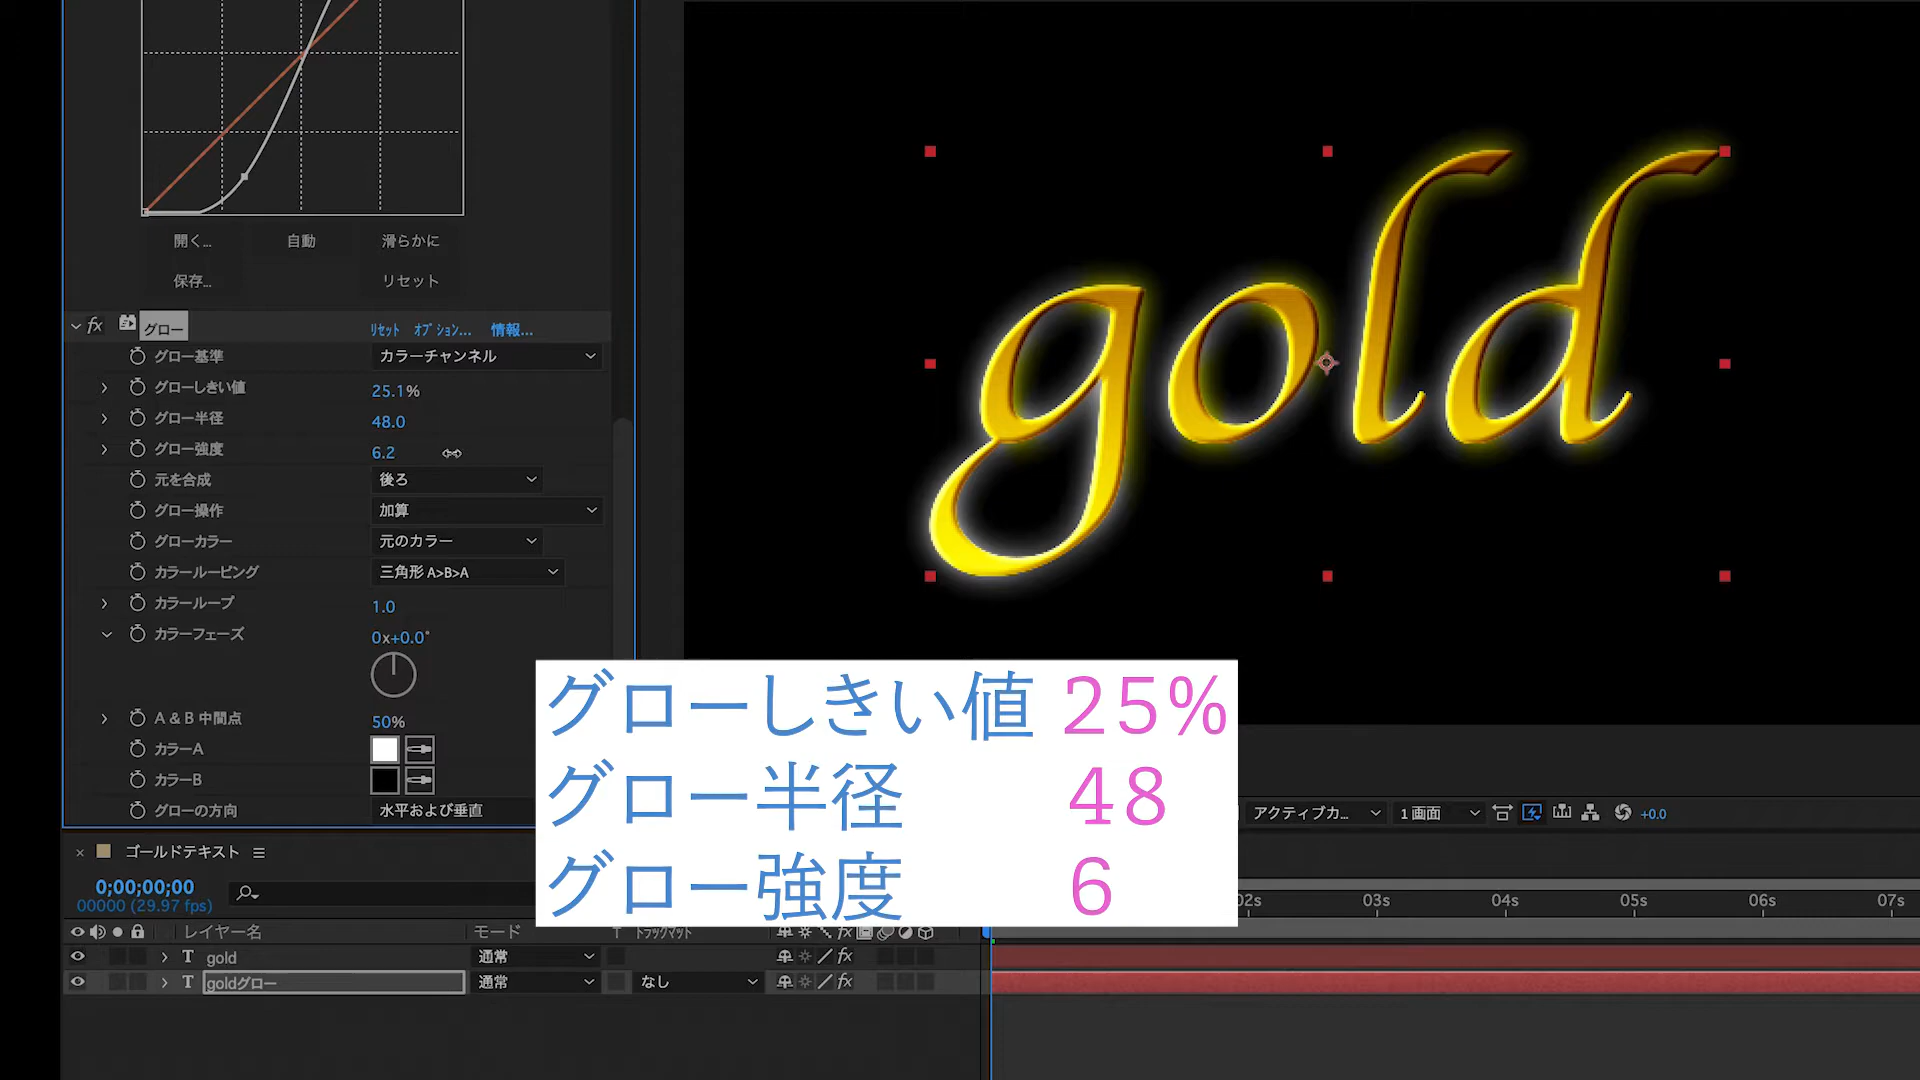 開く...
自動
滑らかに
保存...
リセット
fx グロー リセット オプション... 情報...
グロー基準 カラーチャンネル
グローしきい値 25.1%
グロー半径 48.0
グロー強度 6.2
元を合成 後ろ
グロー操作 加算
グローカラー 元のカラー
カラールーピング 三角形 A>B>A
カラーループ 1.0
カラーフェーズ 0x+0.0°
A & B 中間点 50%
カラーA
カラーB
グローの方向 水平および垂直
gold
グローしきい値 25%
グロー半径 48
グロー強度 6
アクティブカ... 1画面 +0.0
ゴールドテキスト
0;00;00;00
00000 (29.97 fps)
02s 03s 04s 05s 06s 07s
レイヤー名 モード T トラックマット fx
T gold 通常 fx
T goldグロー 通常 なし fx